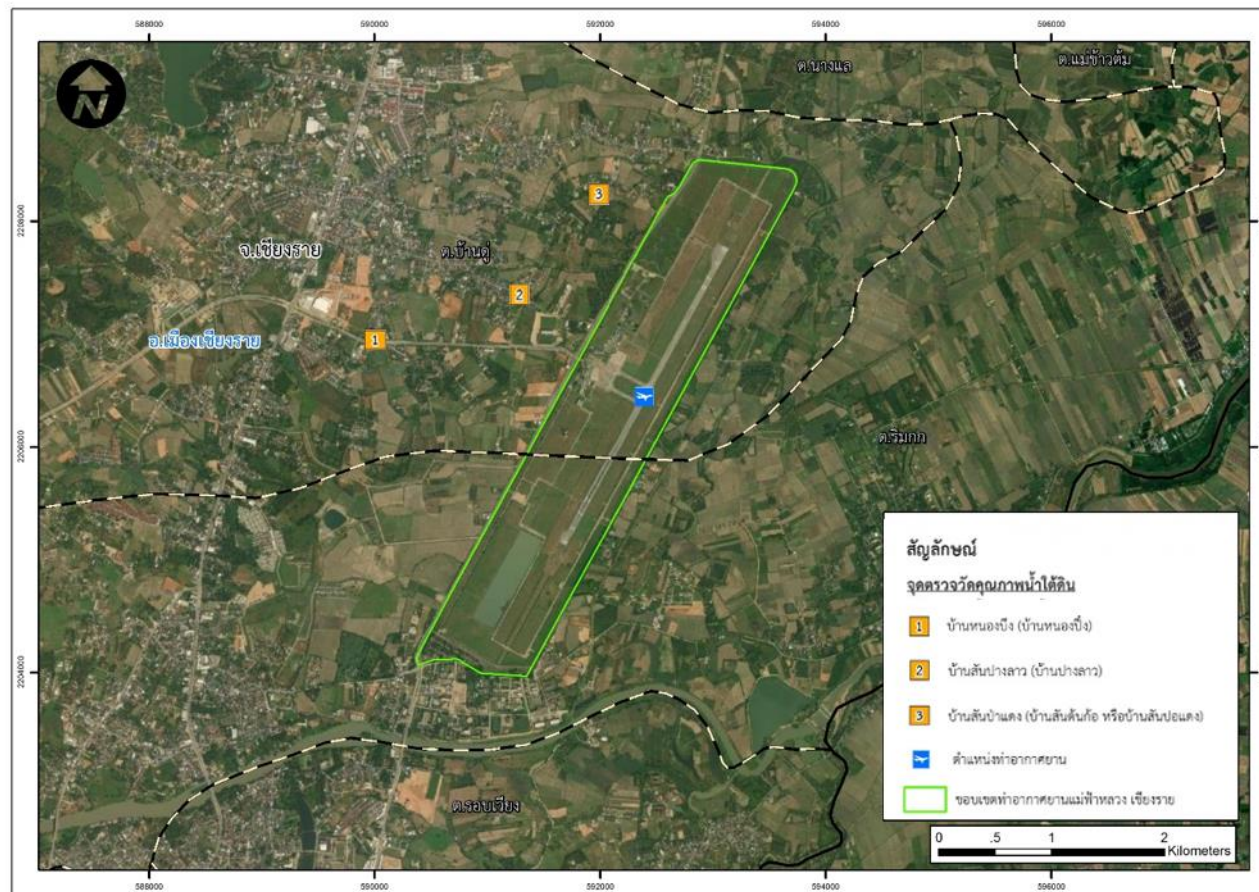 588000 590000 592000 594000 596000
ต.นางแล
ต.แม่ข้าวต้ม
N
3
2208000
2208000
จ.เชียงราย
ต.บ้านดู่
2
อ.เมืองเชียงราย
1
2206000
2206000
ต.ริมกก
2204000
2204000
ต.รอบเวียง
สัญลักษณ์
จุดตรวจวัดคุณภาพน้ำใต้ดิน
1 บ้านหนองบึง (บ้านหนองปึ๋ง)
2 บ้านสันปางลาว (บ้านปางลาว)
3 บ้านสันป่าแดง (บ้านสันต้นก้อ หรือบ้านสันปอแดง)
ตำแหน่งท่าอากาศยาน
ขอบเขตท่าอากาศยานแม่ฟ้าหลวง เชียงราย
0 .5 1 2
Kilometers
588000 590000 592000 594000 596000